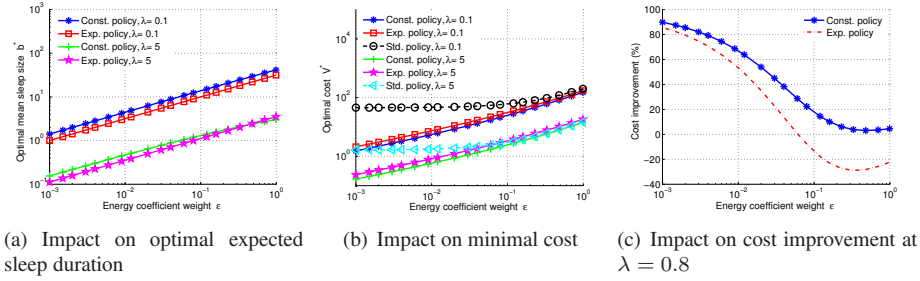 Const. policy, λ= 0.1
Exp. policy, λ= 0.1
Const. policy, λ= 5
Exp. policy, λ= 5
Optimal mean sleep size b*
10^3
10^2
10^1
10^0
10^-1
10^-3
10^-2
10^-1
10^0
Energy coefficient weight ε
(a) Impact on optimal expected
sleep duration
Const. policy, λ= 0.1
Exp. policy, λ= 0.1
Std. policy, λ= 0.1
Const. policy, λ= 5
Exp. policy, λ= 5
Std. policy, λ= 5
Optimal cost V*
10^2
10^0
10^-3
10^-2
10^-1
10^0
Energy coefficient weight ε
(b) Impact on minimal cost
Const. policy
Exp. policy
Cost improvement (%)
100
80
60
40
20
0
-20
-40
10^-3
10^-2
10^-1
10^0
Energy coefficient weight ε
(c) Impact on cost improvement at
λ = 0.8